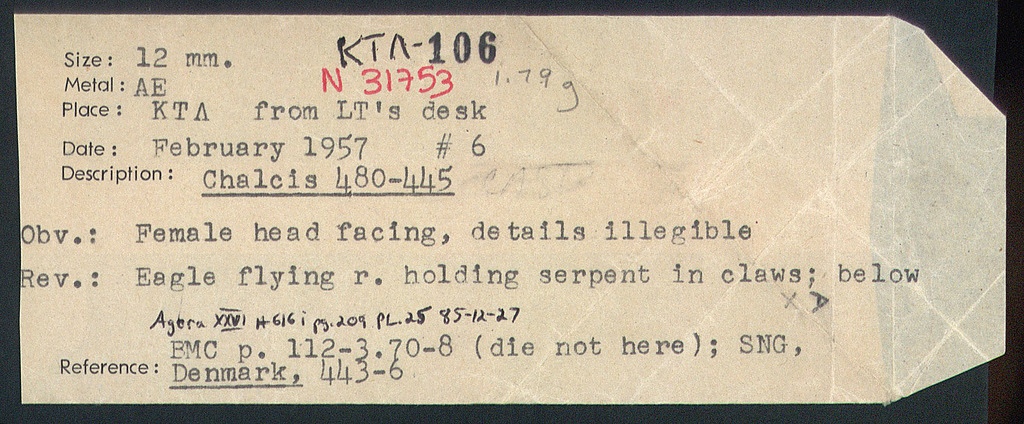 Size: 12 mm. KTΛ-106
Metal: AE N 31753 1.79g
Place: KTΛ from LT's desk
Date: February 1957 # 6
Description: Chalcis 480-445 CAST
Obv.: Female head facing, details illegible
Rev.: Eagle flying r. holding serpent in claws; below
Agora XXVI #616i pg.209 PL.25 85-12-27
BMC p. 112-3.70-8 (die not here); SNG,
Reference: Denmark, 443-6